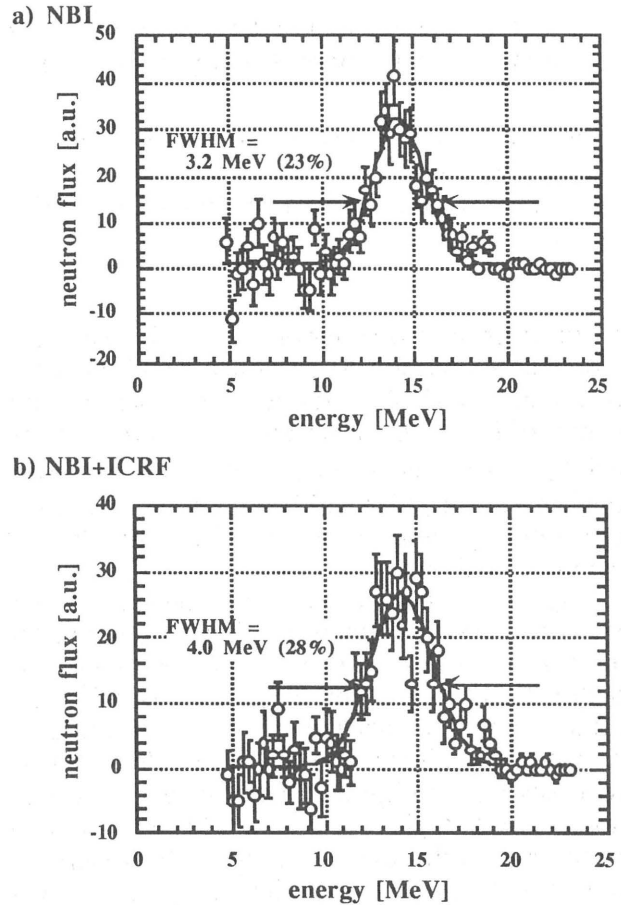 a) NBI
50
40
30
20
10
0
-10
-20
neutron flux [a.u.]
FWHM =
3.2 MeV (23%)
0 5 10 15 20 25
energy [MeV]
b) NBI+ICRF
40
30
20
10
0
-10
neutron flux [a.u.]
FWHM =
4.0 MeV (28%)
0 5 10 15 20 25
energy [MeV]